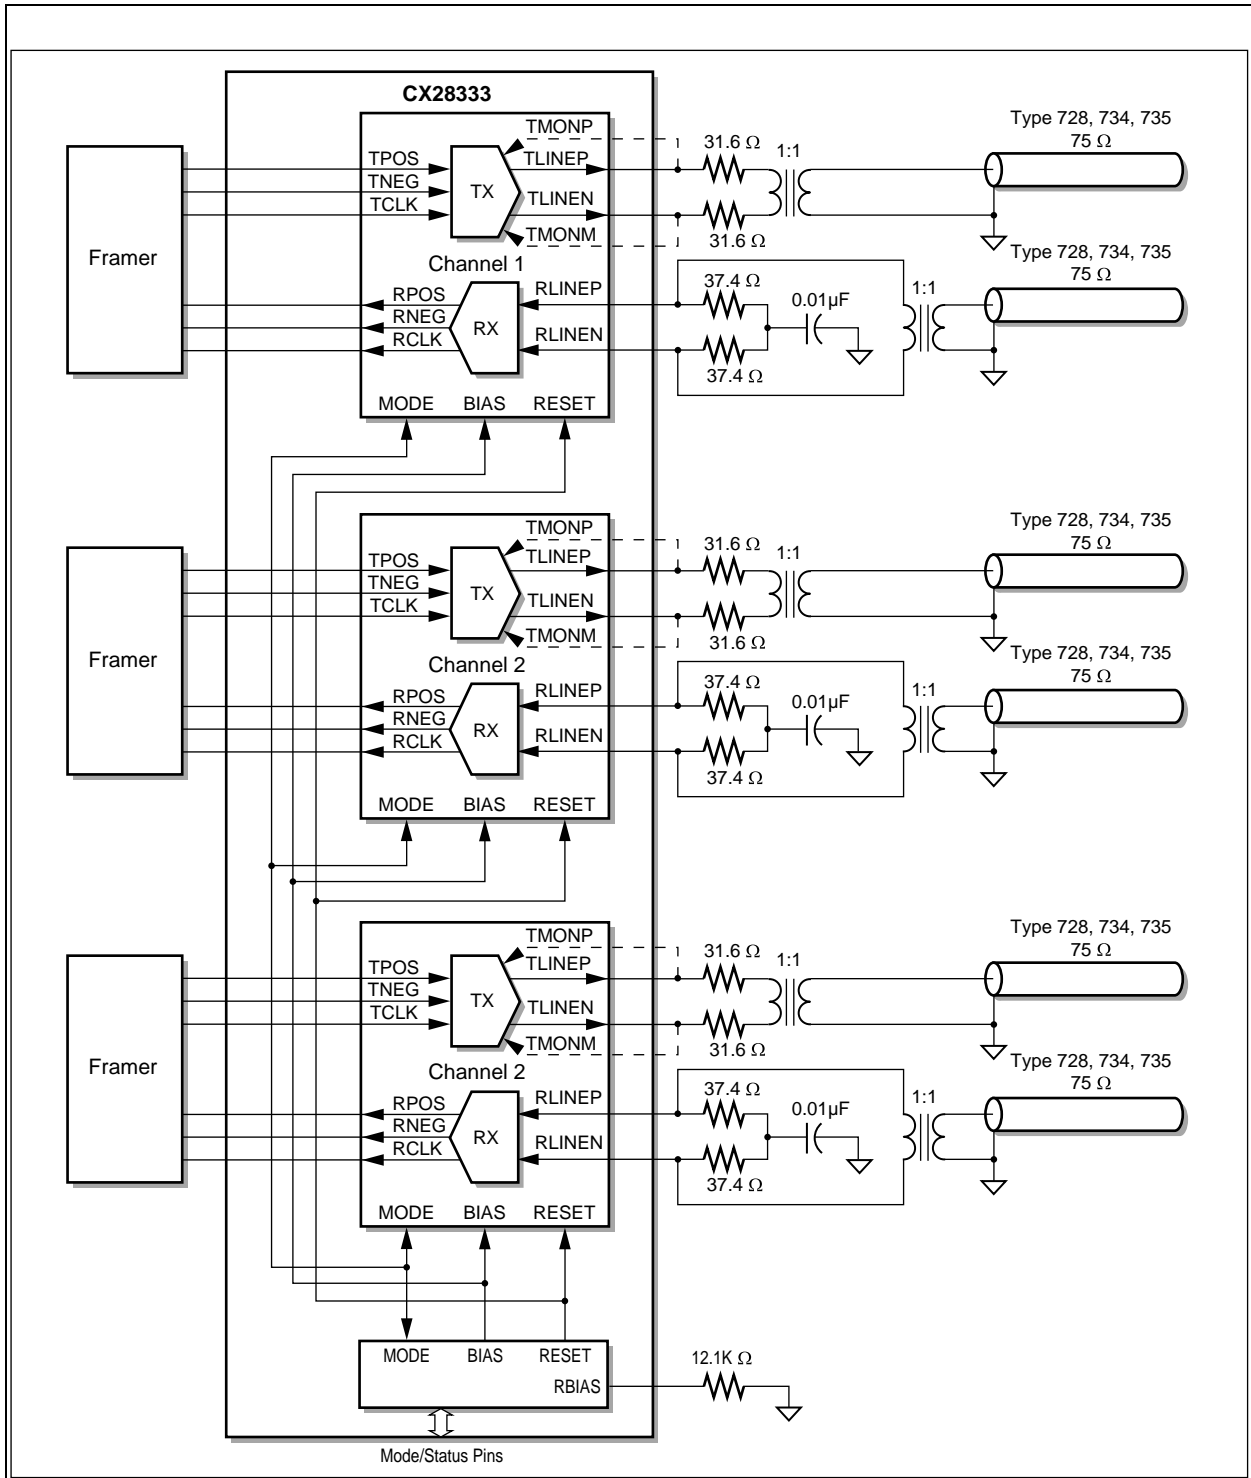 CX28333
Framer
TPOS
TNEG
TCLK
TX
TMONP
TLINEP
TLINEN
TMONM
31.6 Ω
31.6 Ω
1:1
Type 728, 734, 735
75 Ω
Channel 1
RPOS
RNEG
RCLK
RX
RLINEP
RLINEN
37.4 Ω
37.4 Ω
0.01µF
1:1
Type 728, 734, 735
75 Ω
MODE BIAS RESET
Framer
TPOS
TNEG
TCLK
TX
TMONP
TLINEP
TLINEN
TMONM
31.6 Ω
31.6 Ω
1:1
Type 728, 734, 735
75 Ω
Channel 2
RPOS
RNEG
RCLK
RX
RLINEP
RLINEN
37.4 Ω
37.4 Ω
0.01µF
1:1
Type 728, 734, 735
75 Ω
MODE BIAS RESET
Framer
TPOS
TNEG
TCLK
TX
TMONP
TLINEP
TLINEN
TMONM
31.6 Ω
31.6 Ω
1:1
Type 728, 734, 735
75 Ω
Channel 2
RPOS
RNEG
RCLK
RX
RLINEP
RLINEN
37.4 Ω
37.4 Ω
0.01µF
1:1
Type 728, 734, 735
75 Ω
MODE BIAS RESET
MODE BIAS RESET
RBIAS
12.1K Ω
Mode/Status Pins